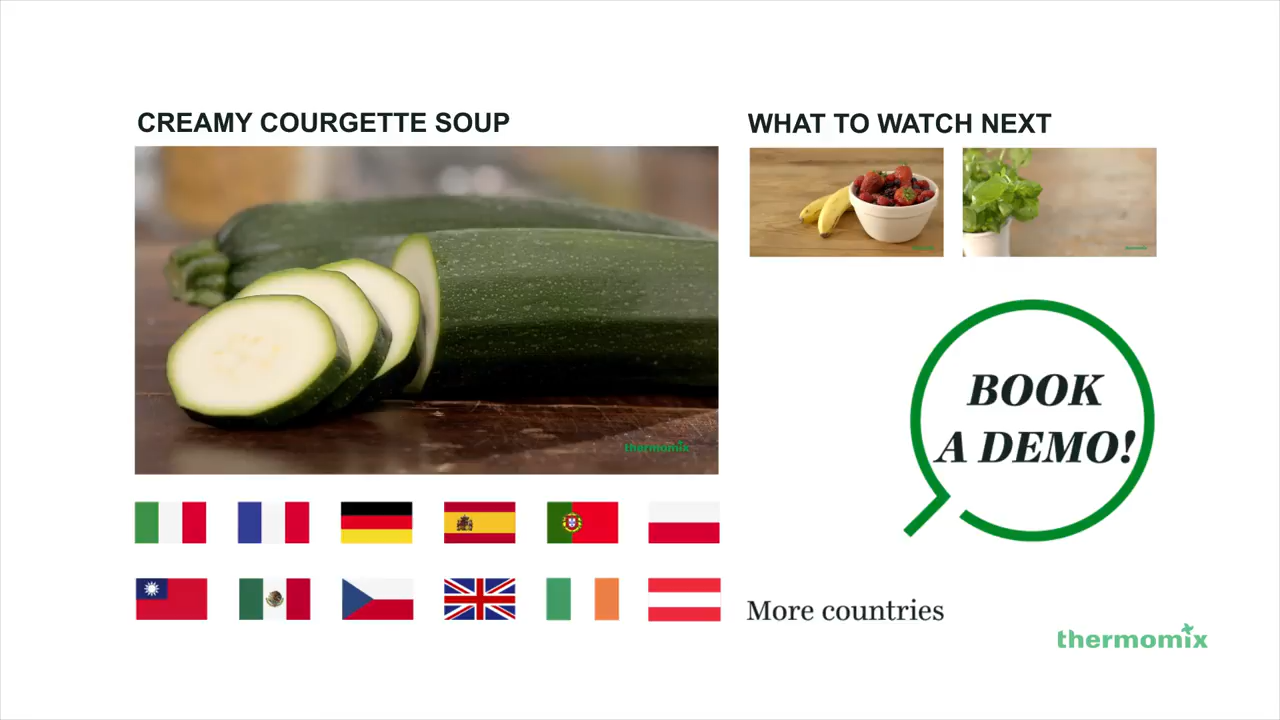 CREAMY COURGETTE SOUP
WHAT TO WATCH NEXT
thermomix
BOOK
A DEMO!
More countries
thermomix